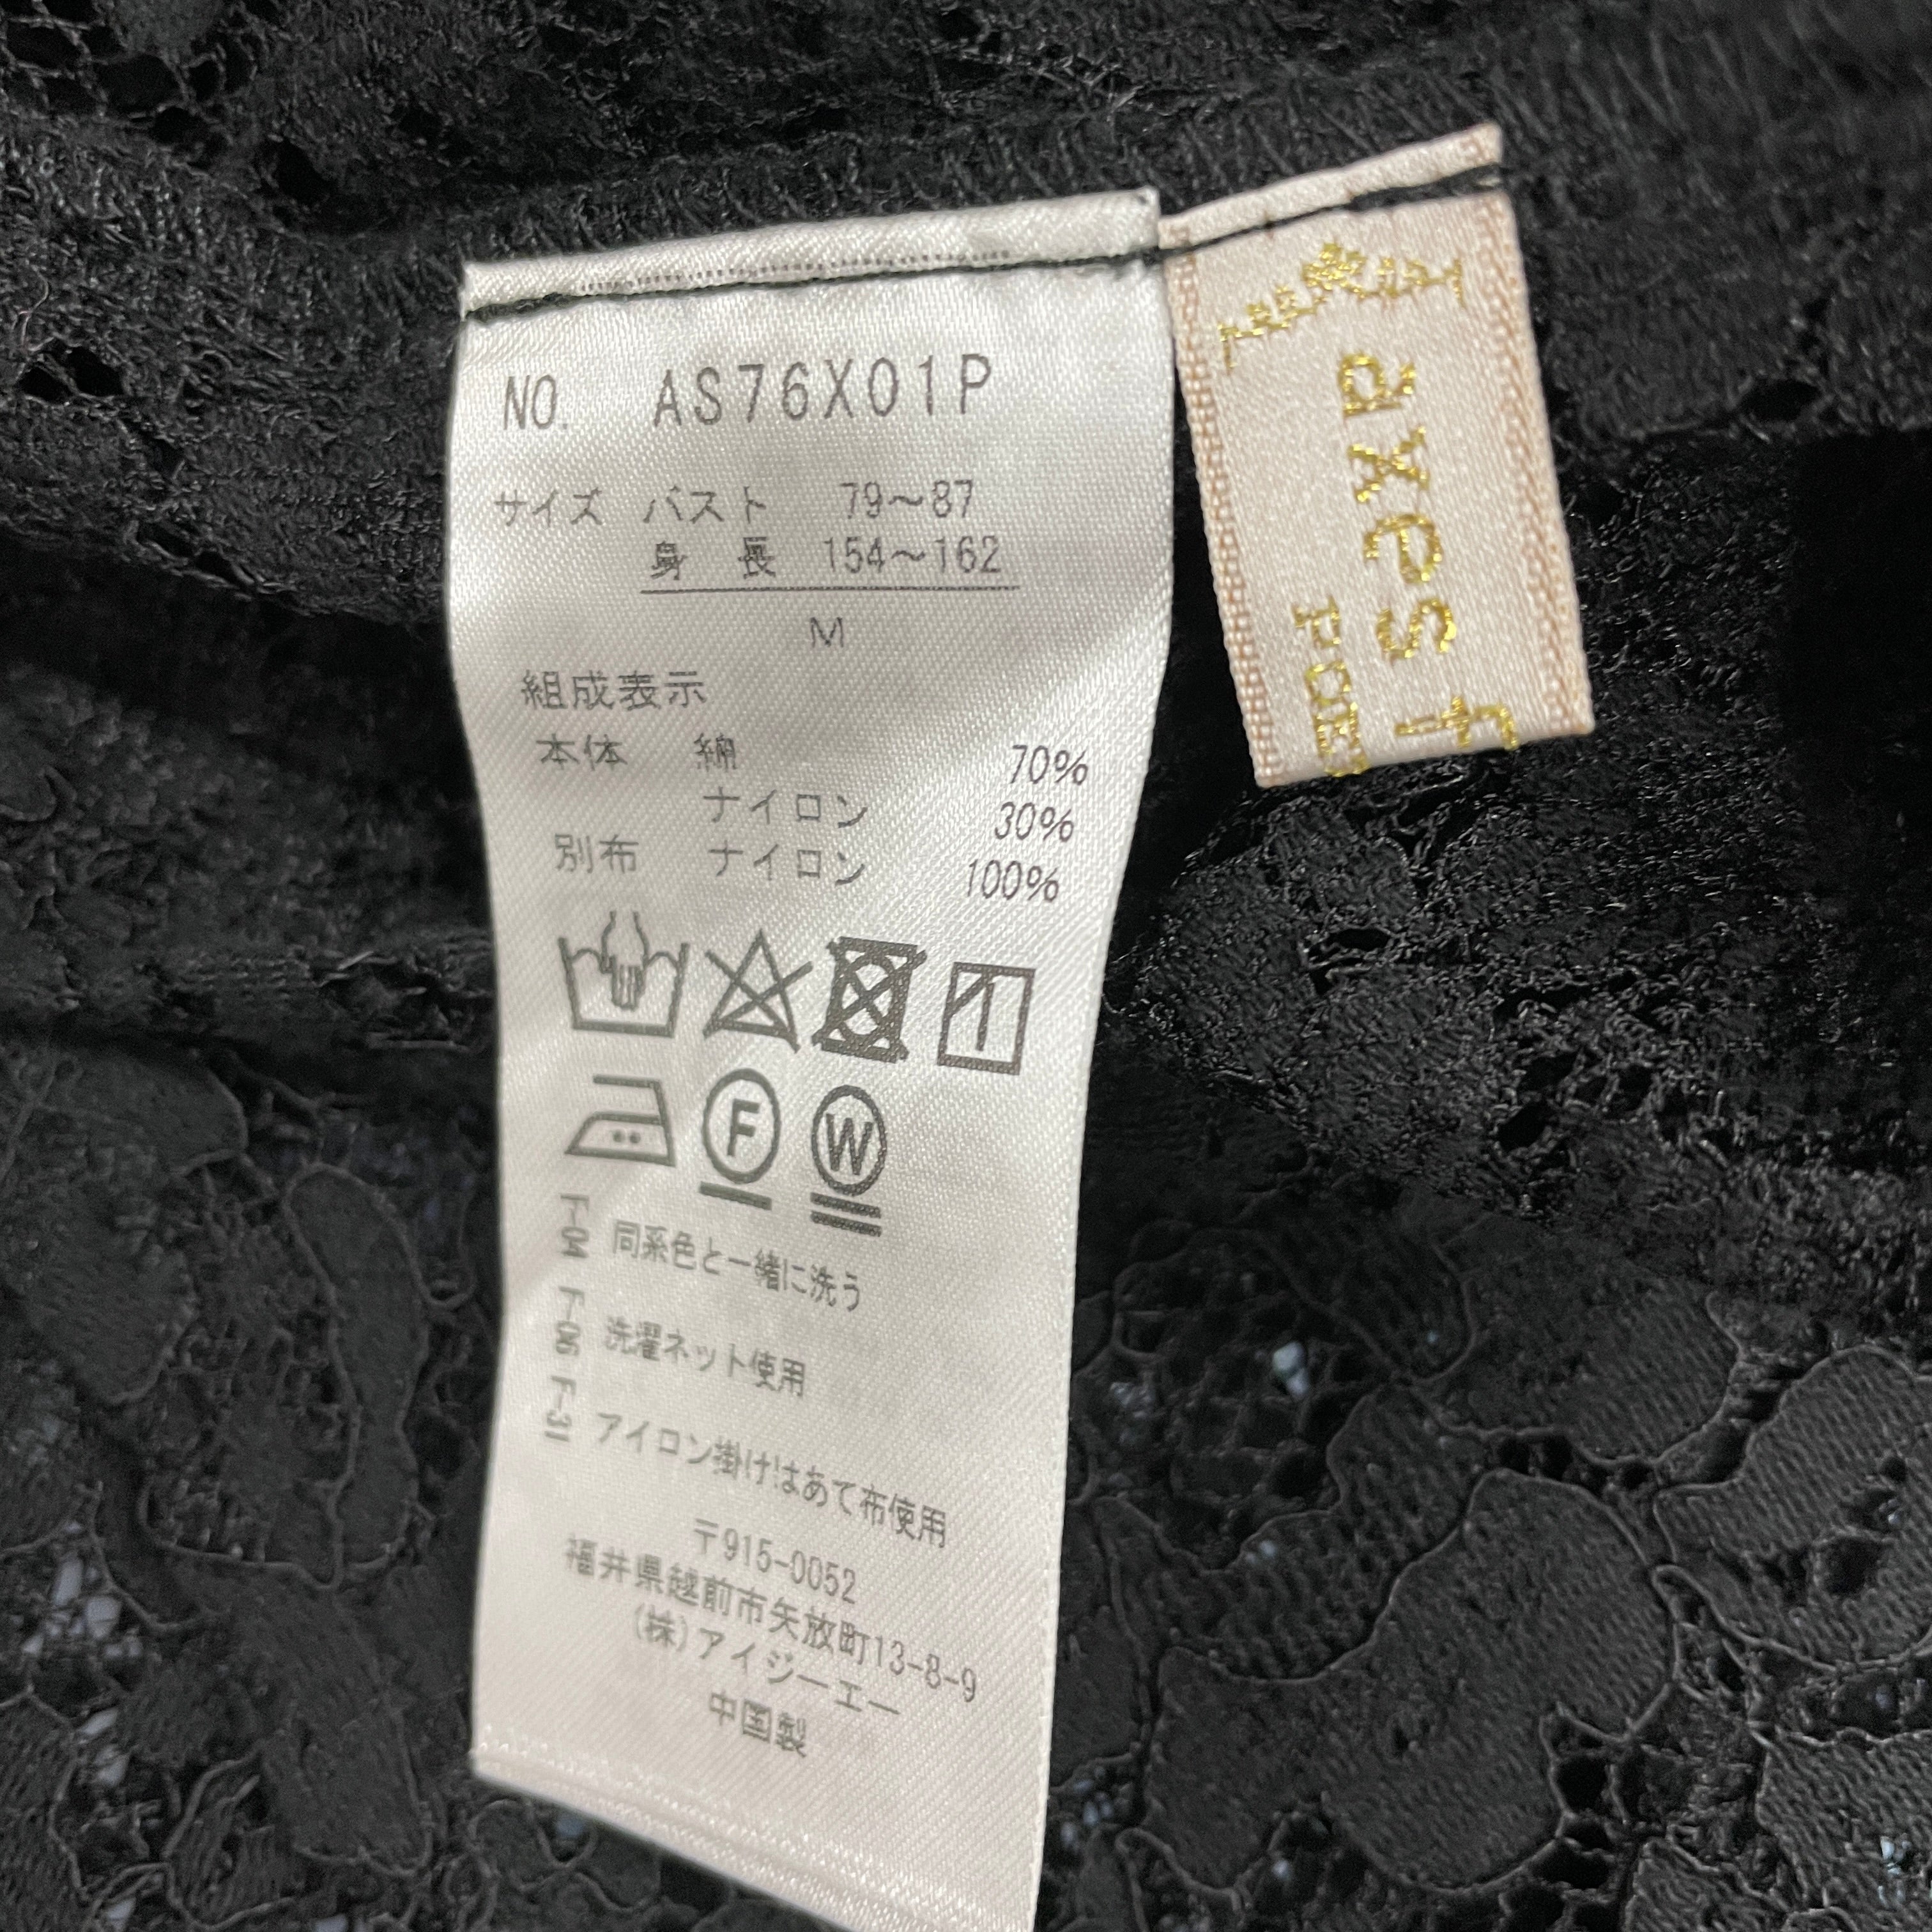 NO. AS76X01P
サイズ バスト 79～87
身 長 154～162
M
組成表示
本体 綿 70%
ナイロン 30%
別布 ナイロン 100%
F W
F-04 同系色と一緒に洗う
F-06 洗濯ネット使用
F-31 アイロン掛けはあて布使用
〒915-0052
福井県越前市矢放町13-8-9
(株)アイジーエー
中国製
axes f
POE